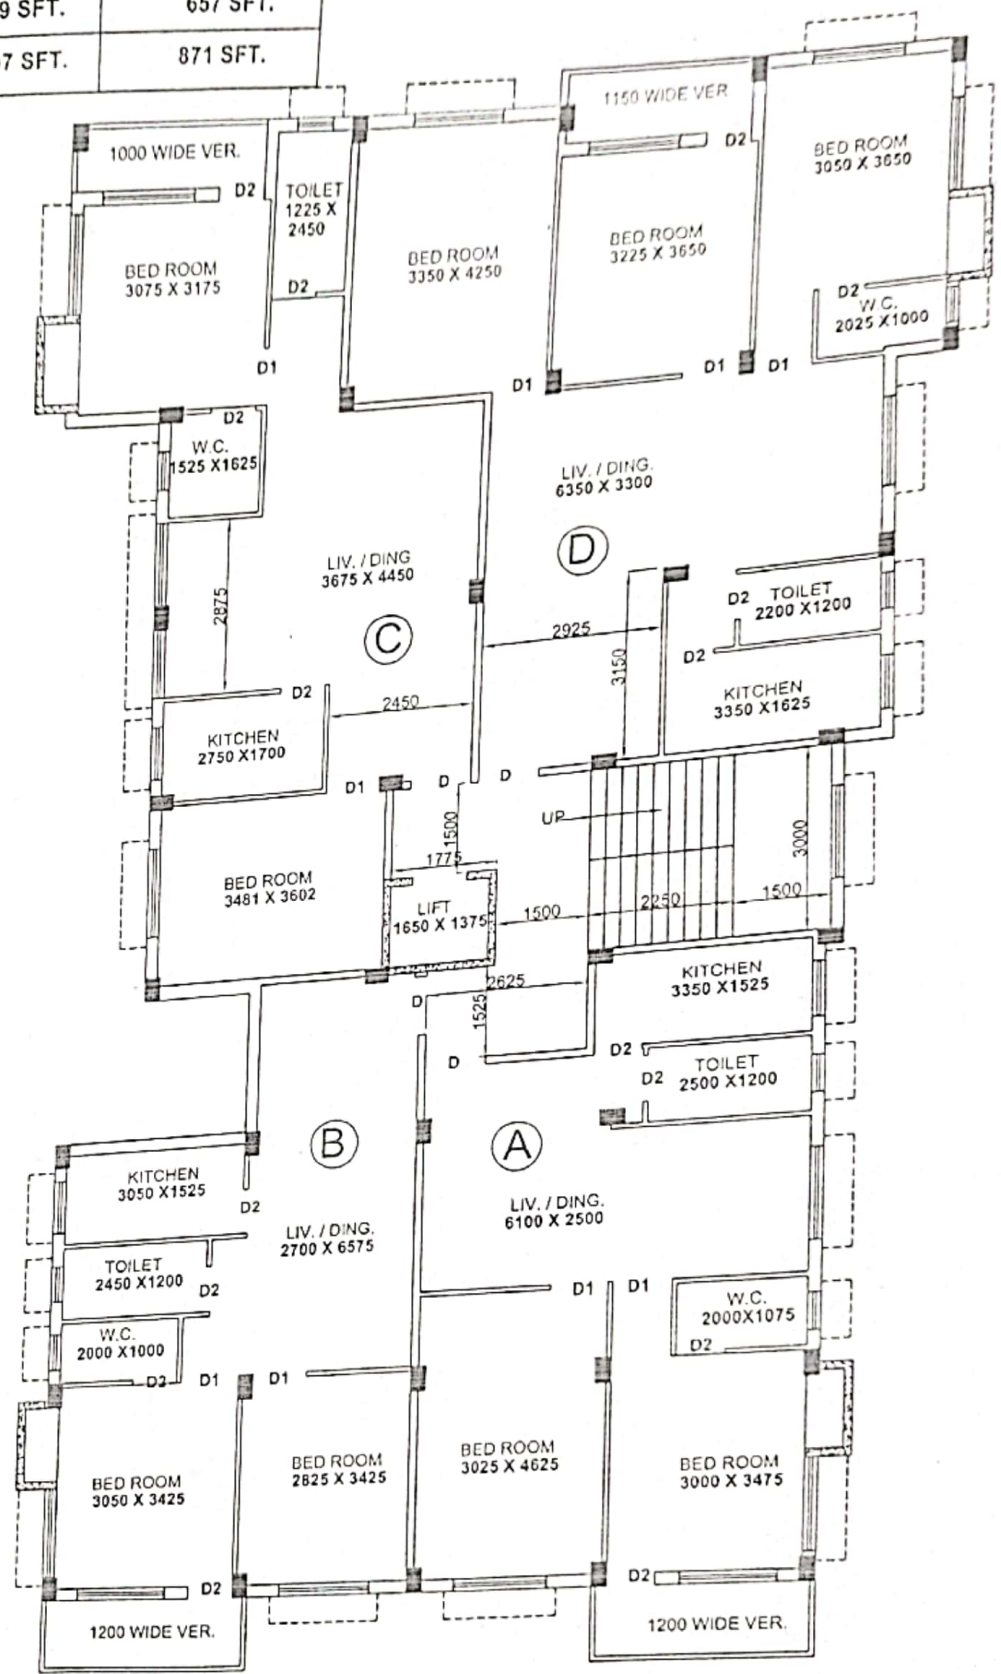 9 SFT.
657 SFT.
7 SFT.
871 SFT.
1150 WIDE VER
D2
BED ROOM
3050 X 3650
1000 WIDE VER.
D2
TOILET
1225 X
2450
D2
BED ROOM
3075 X 3175
BED ROOM
3350 X 4250
BED ROOM
3225 X 3650
D2
W.C.
2025 X1000
D1
D1
D1
D1
D2
W.C.
1525 X1625
LIV. / DING.
6350 X 3300
D
LIV. / DING
3675 X 4450
C
2875
D2
TOILET
2200 X1200
2925
3150
D2
KITCHEN
3350 X1625
D2
2450
KITCHEN
2750 X1700
D1
D
D
UP
1500
1775
3000
BED ROOM
3481 X 3602
LIFT
1650 X 1375
1500
2250
1500
KITCHEN
3350 X1525
2625
1525
D
D
D2
TOILET
2500 X1200
D2
B
A
KITCHEN
3050 X1525
D2
LIV. / DING.
2700 X 6575
LIV. / DING.
6100 X 2500
TOILET
2450 X1200
D2
D1
D1
W.C.
2000X1075
D2
W.C.
2000 X1000
D2
D1
D1
BED ROOM
3050 X 3425
BED ROOM
2825 X 3425
BED ROOM
3025 X 4625
BED ROOM
3000 X 3475
D2
D2
1200 WIDE VER.
1200 WIDE VER.